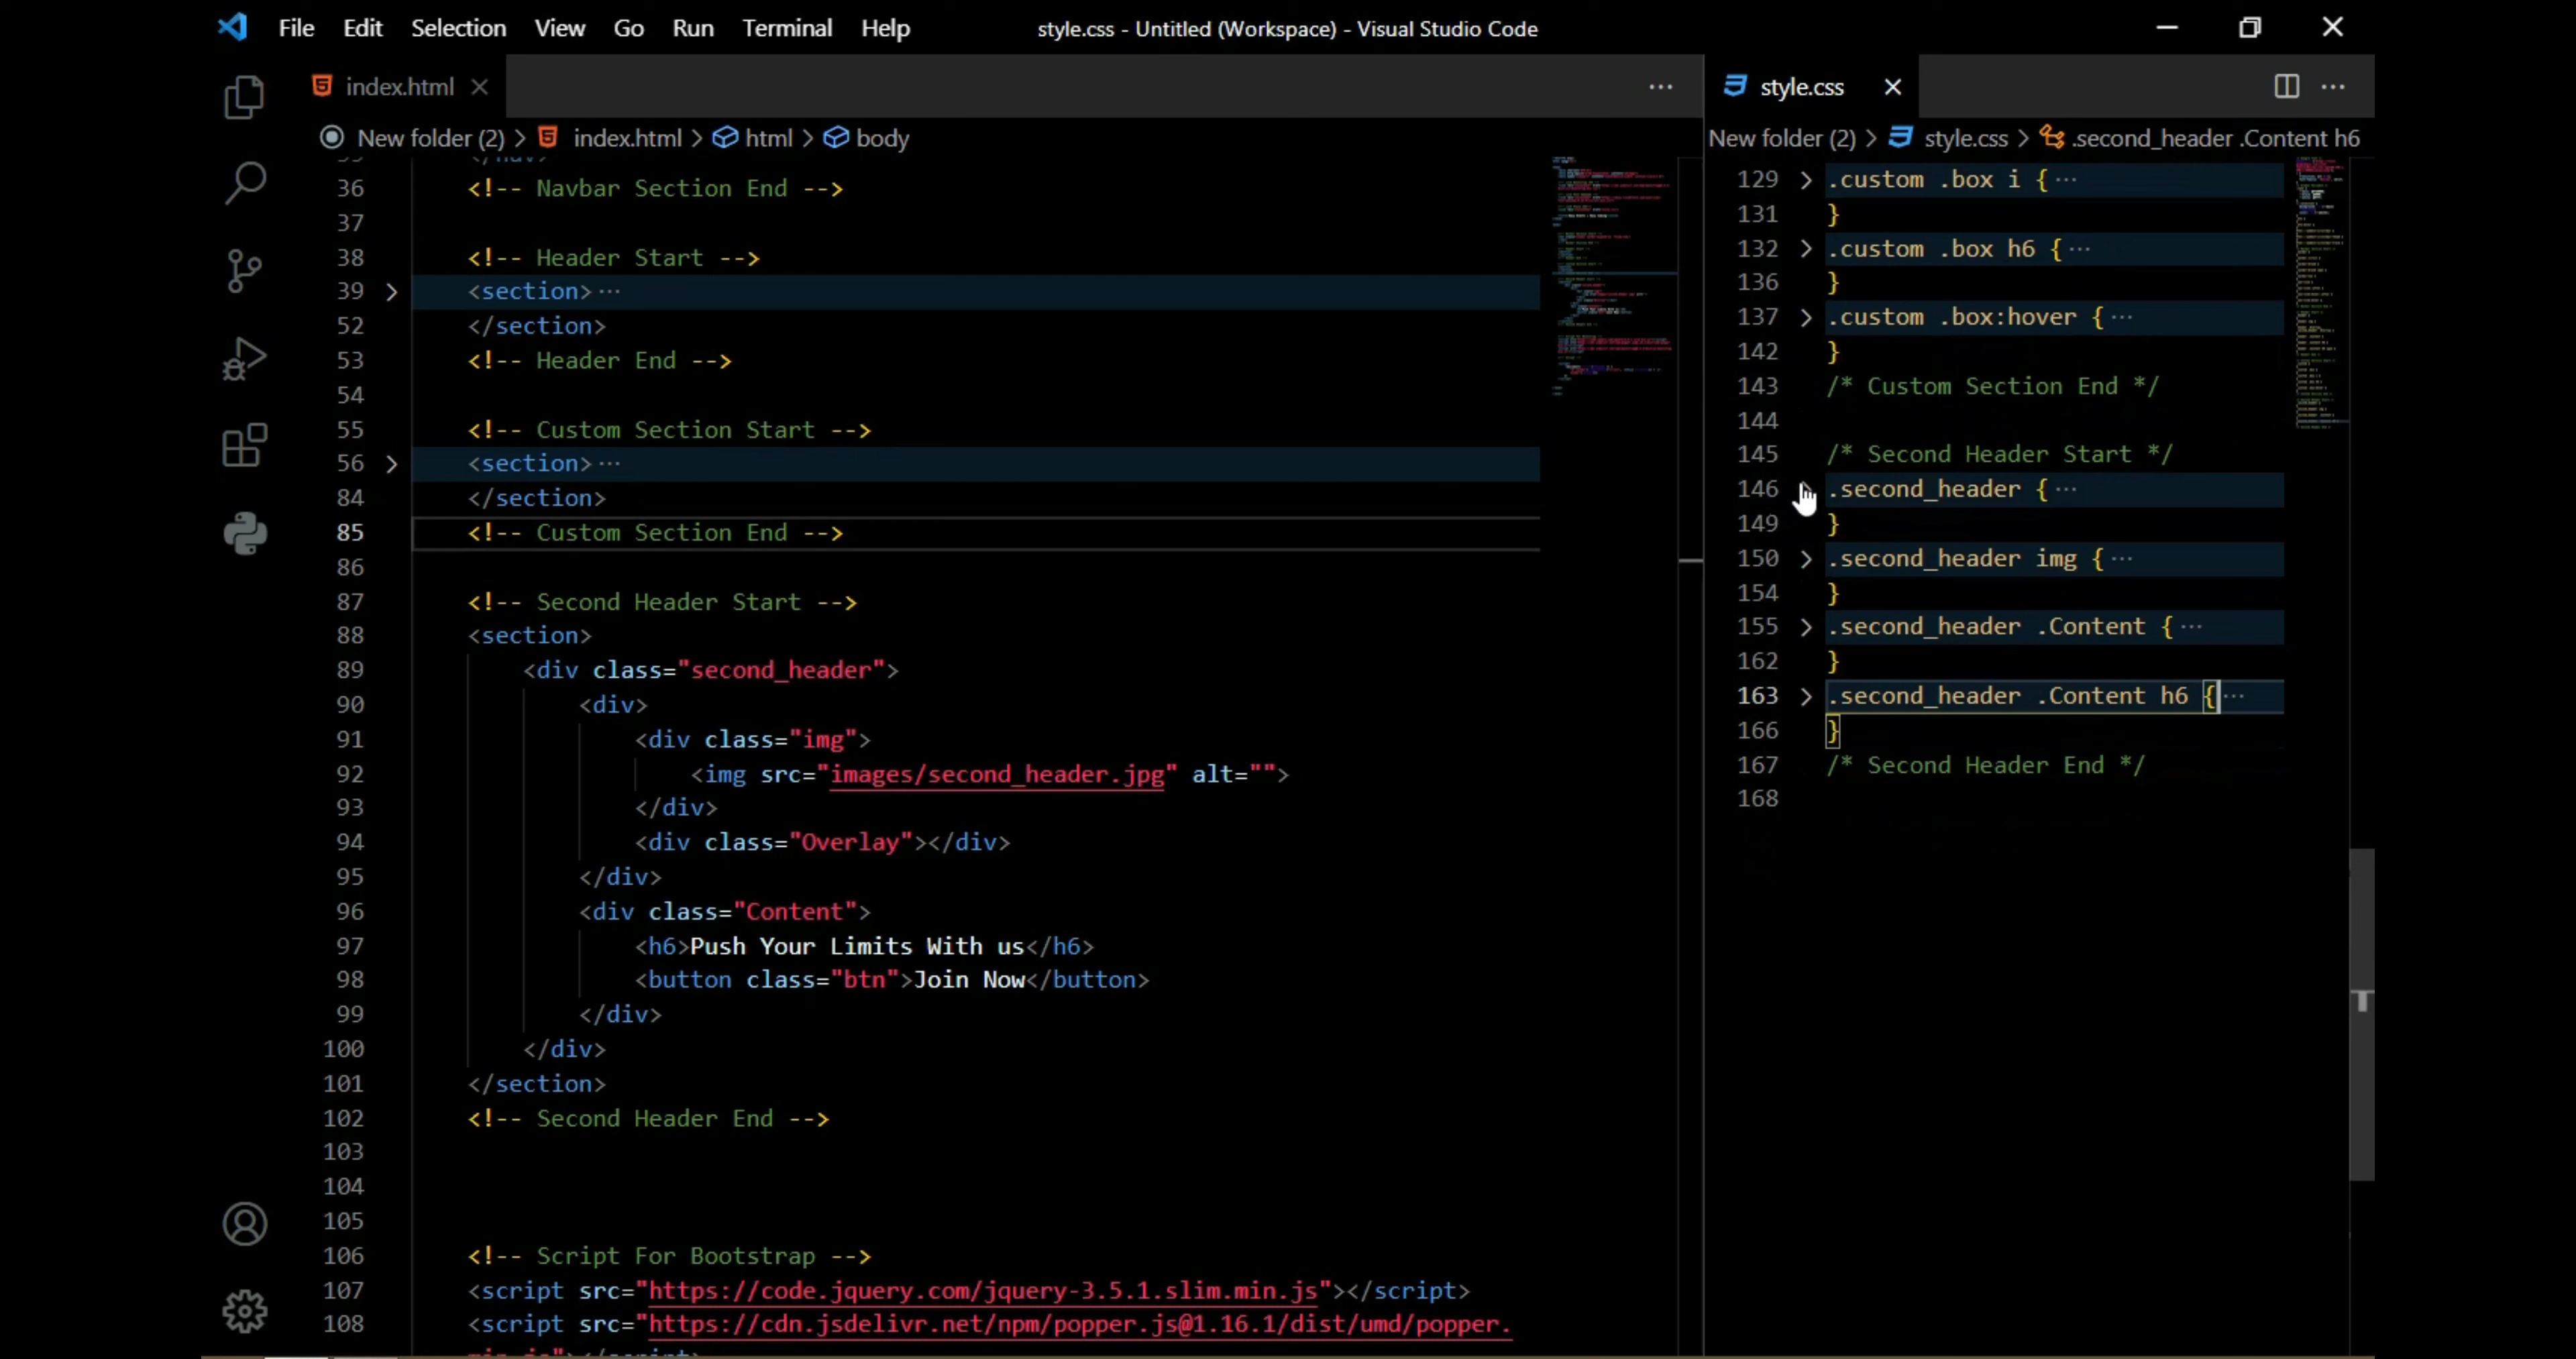 File Edit Selection View Go Run Terminal Help style.css - Untitled (Workspace) - Visual Studio Code
index.html
New folder (2) > index.html > html > body
36 <!-- Navbar Section End -->
37
38 <!-- Header Start -->
39 <section>···
52 </section>
53 <!-- Header End -->
54
55 <!-- Custom Section Start -->
56 <section>···
84 </section>
85 <!-- Custom Section End -->
86
87 <!-- Second Header Start -->
88 <section>
89 <div class="second_header">
90 <div>
91 <div class="img">
92 <img src="images/second_header.jpg" alt="">
93 </div>
94 <div class="Overlay"></div>
95 </div>
96 <div class="Content">
97 <h6>Push Your Limits With us</h6>
98 <button class="btn">Join Now</button>
99 </div>
100 </div>
101 </section>
102 <!-- Second Header End -->
103
104
105
106 <!-- Script For Bootstrap -->
107 <script src="https://code.jquery.com/jquery-3.5.1.slim.min.js"></script>
108 <script src="https://cdn.jsdelivr.net/npm/popper.js@1.16.1/dist/umd/popper.
style.css
New folder (2) > style.css > .second_header .Content h6
129 .custom .box i {···
131 }
132 .custom .box h6 {···
136 }
137 .custom .box:hover {···
142 }
143 /* Custom Section End */
144
145 /* Second Header Start */
146 .second_header {···
149 }
150 .second_header img {···
154 }
155 .second_header .Content {···
162 }
163 .second_header .Content h6 {···
166 }
167 /* Second Header End */
168